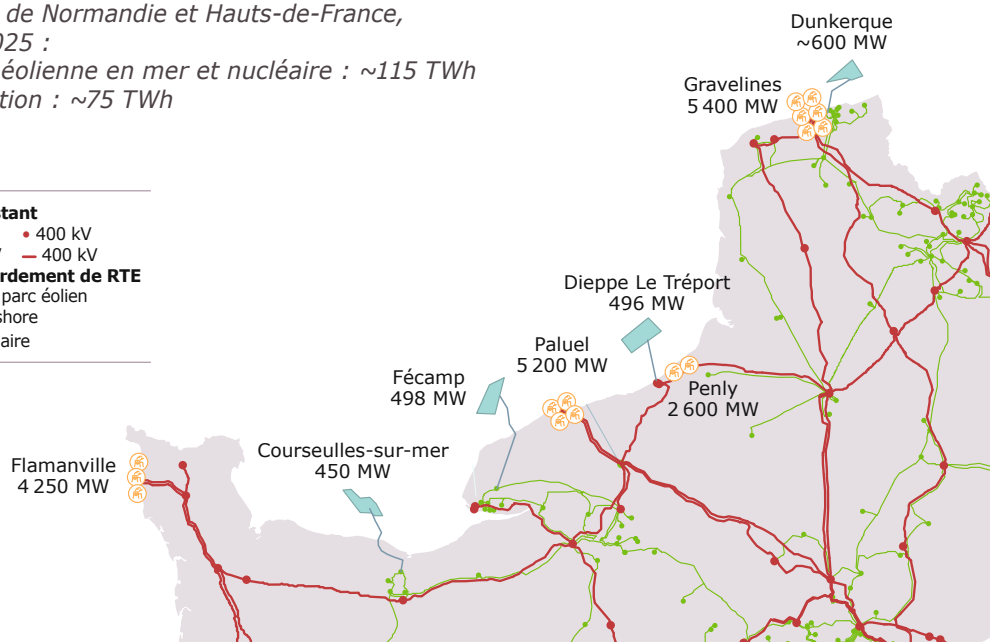 de Normandie et Hauts-de-France,
025 :
éolienne en mer et nucléaire : ~115 TWh
tion : ~75 TWh
Dunkerque
~600 MW
Gravelines
5 400 MW
stant
400 kV
400 kV
rdement de RTE
parc éolien
shore
aire
Dieppe Le Tréport
496 MW
Paluel
5 200 MW
Fécamp
498 MW
Penly
2 600 MW
Courseulles-sur-mer
450 MW
Flamanville
4 250 MW